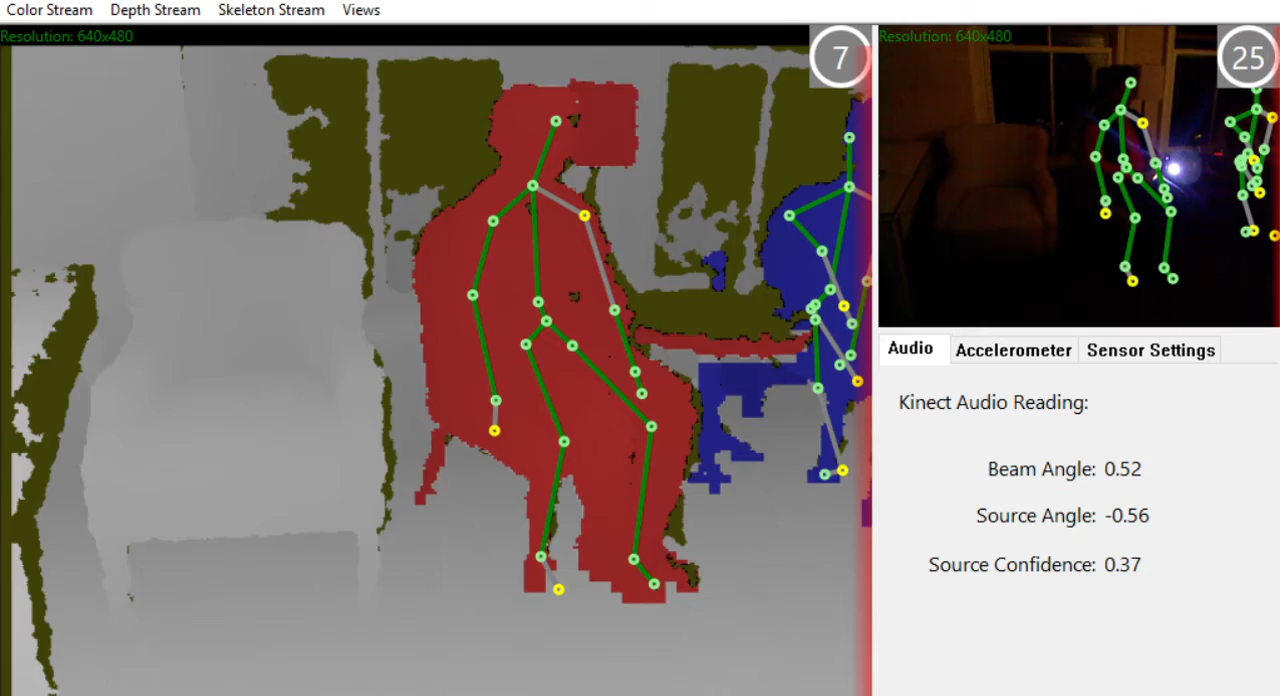 Color Stream Depth Stream Skeleton Stream Views
Resolution: 640x480
7
Resolution: 640x480
25
Audio Accelerometer Sensor Settings
Kinect Audio Reading:
Beam Angle: 0.52
Source Angle: -0.56
Source Confidence: 0.37